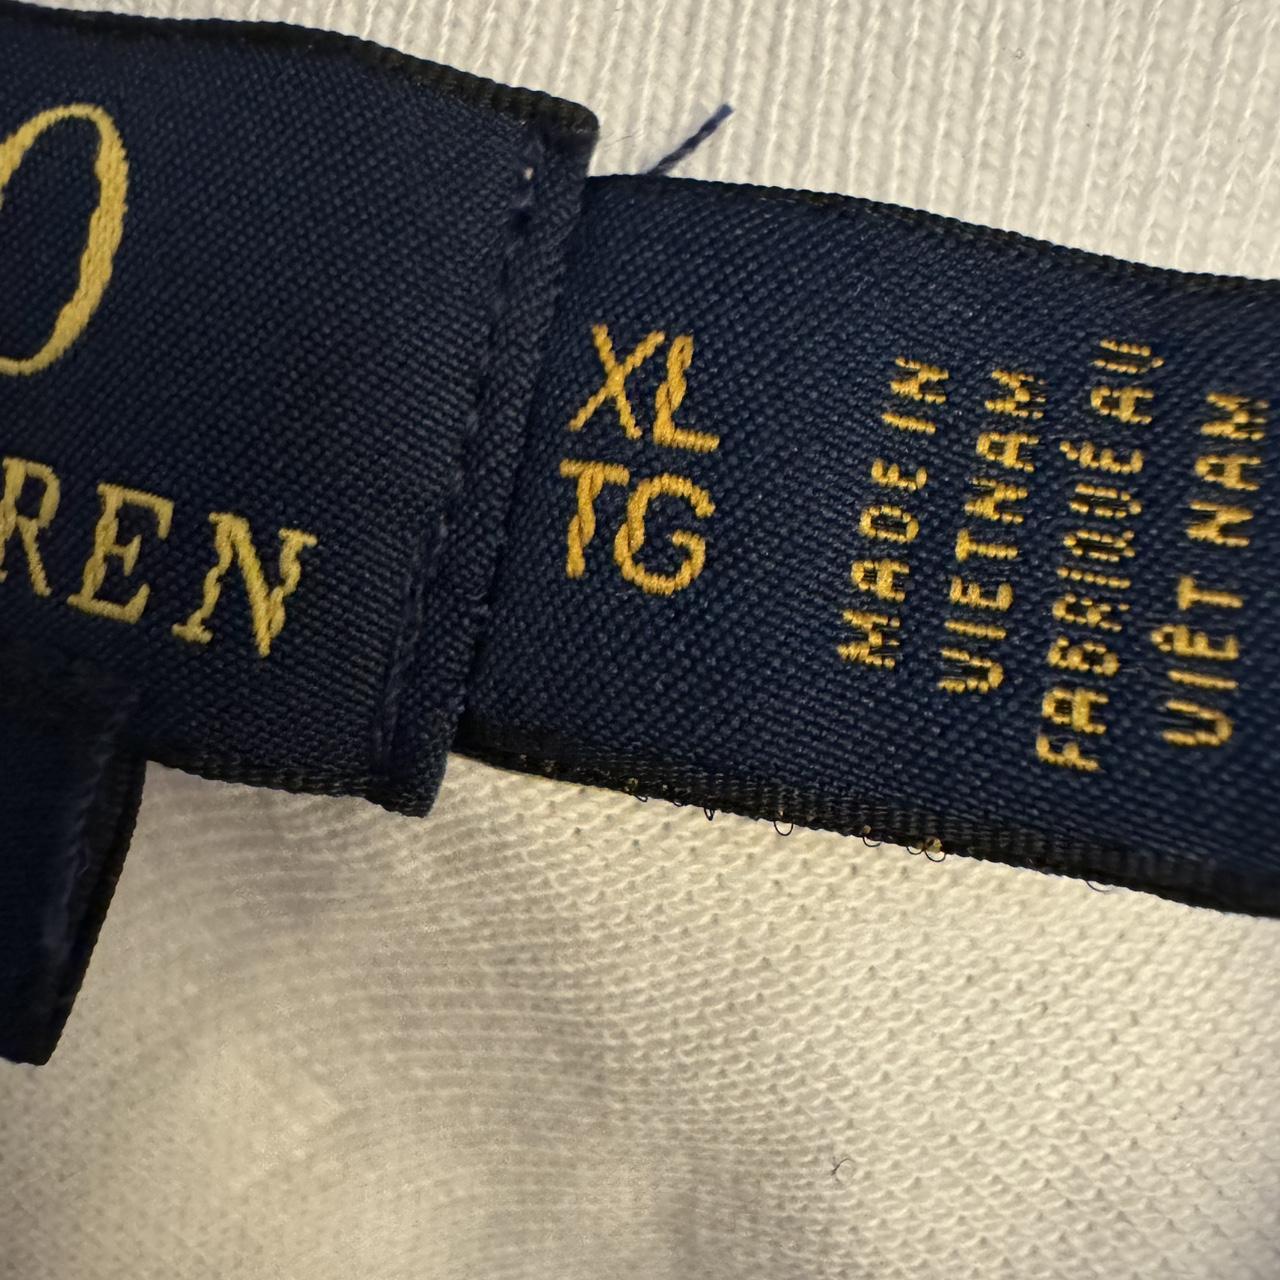 O
REN
XL
TG
MADE IN
VIETNAM
FABRIQUÉ AU
VIÊT NAM